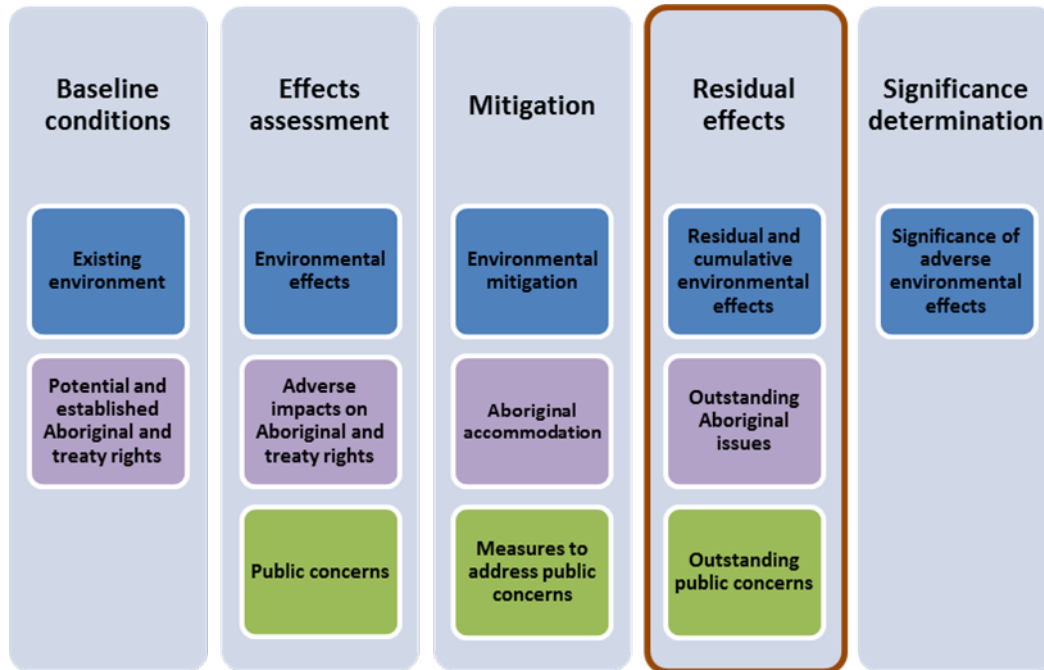 Baseline
conditions
Existing
environment
Potential and
established
Aboriginal and
treaty rights
Effects
assessment
Environmental
effects
Adverse
impacts on
Aboriginal and
treaty rights
Public concerns
Mitigation
Environmental
mitigation
Aboriginal
accommodation
Measures to
address public
concerns
Residual
effects
Residual and
cumulative
environmental
effects
Outstanding
Aboriginal
issues
Outstanding
public concerns
Significance
determination
Significance of
adverse
environmental
effects